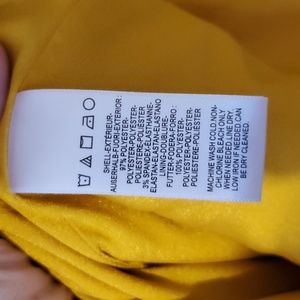 SHELL-EXTÉRIEUR.
AUßERHALB-FUORI-EXTERIOR :
97% POLYESTER-
POLYESTER-POLYESTER-
POLIESTERE-POLIÉSTER
3% SPANDEX-ÉLASTHANNE-
ELASTAN-ELASTAN-ELASTANO
LINING-DOUBLURE-
FUTTER-FODERA-FORRO :
100% POLYESTER-
POLYESTER-POLYESTER-
POLIESTERE-POLIÉSTER
MACHINE WASH COLD NON-
CHLORINE BLEACH ONLY
WHEN NEEDED LINE DRY
LOW IRON IF NEEDED CAN
BE DRY CLEANED